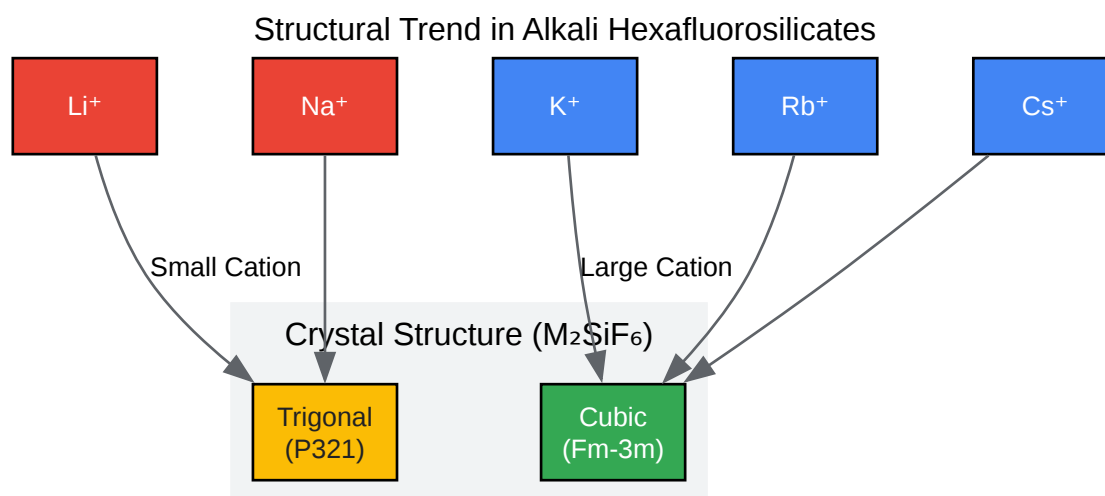 Structural Trend in Alkali Hexafluorosilicates
Li⁺
Na⁺
K⁺
Rb⁺
Cs⁺
Small Cation
Large Cation
Crystal Structure (M₂SiF₆)
Trigonal
(P321)
Cubic
(Fm-3m)